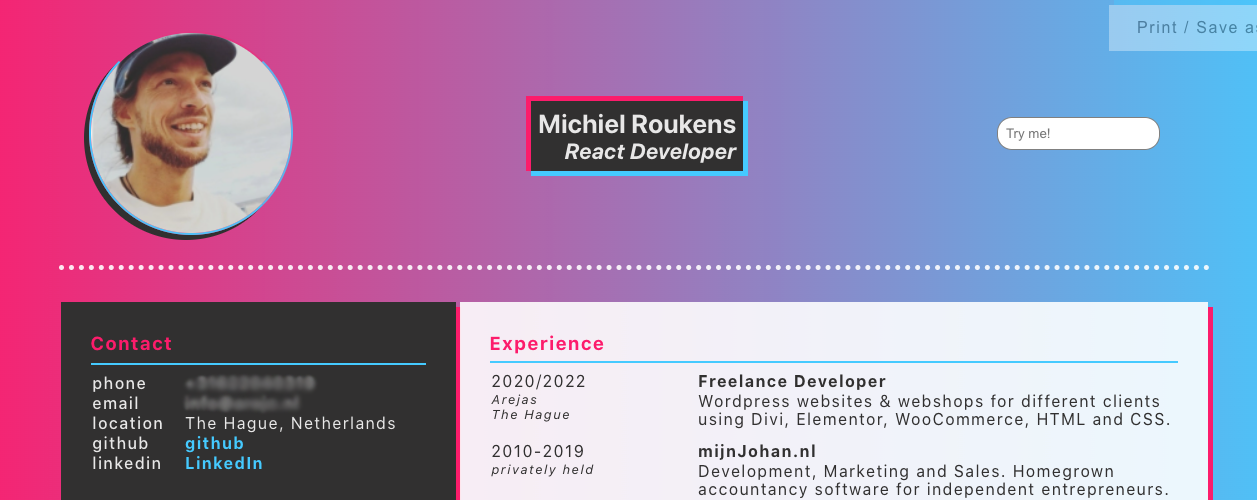 Print / Save as
Michiel Roukens
React Developer
Try me!
Contact
phone
email
location The Hague, Netherlands
github github
linkedin LinkedIn
Experience
2020/2022 Freelance Developer
Arejas Wordpress websites & webshops for different clients
The Hague using Divi, Elementor, WooCommerce, HTML and CSS.
2010-2019 mijnJohan.nl
privately held Development, Marketing and Sales. Homegrown
accountancy software for independent entrepreneurs.